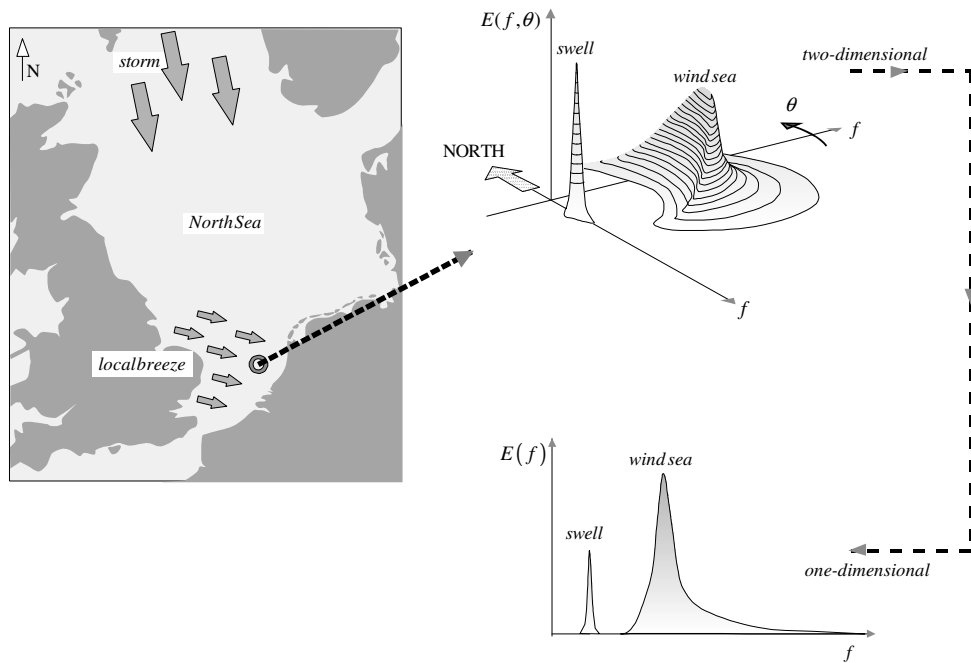 N
storm
NorthSea
localbreeze
E(f,θ)
swell
wind sea
two-dimensional
θ
f
NORTH
f
E(f)
wind sea
swell
one-dimensional
f